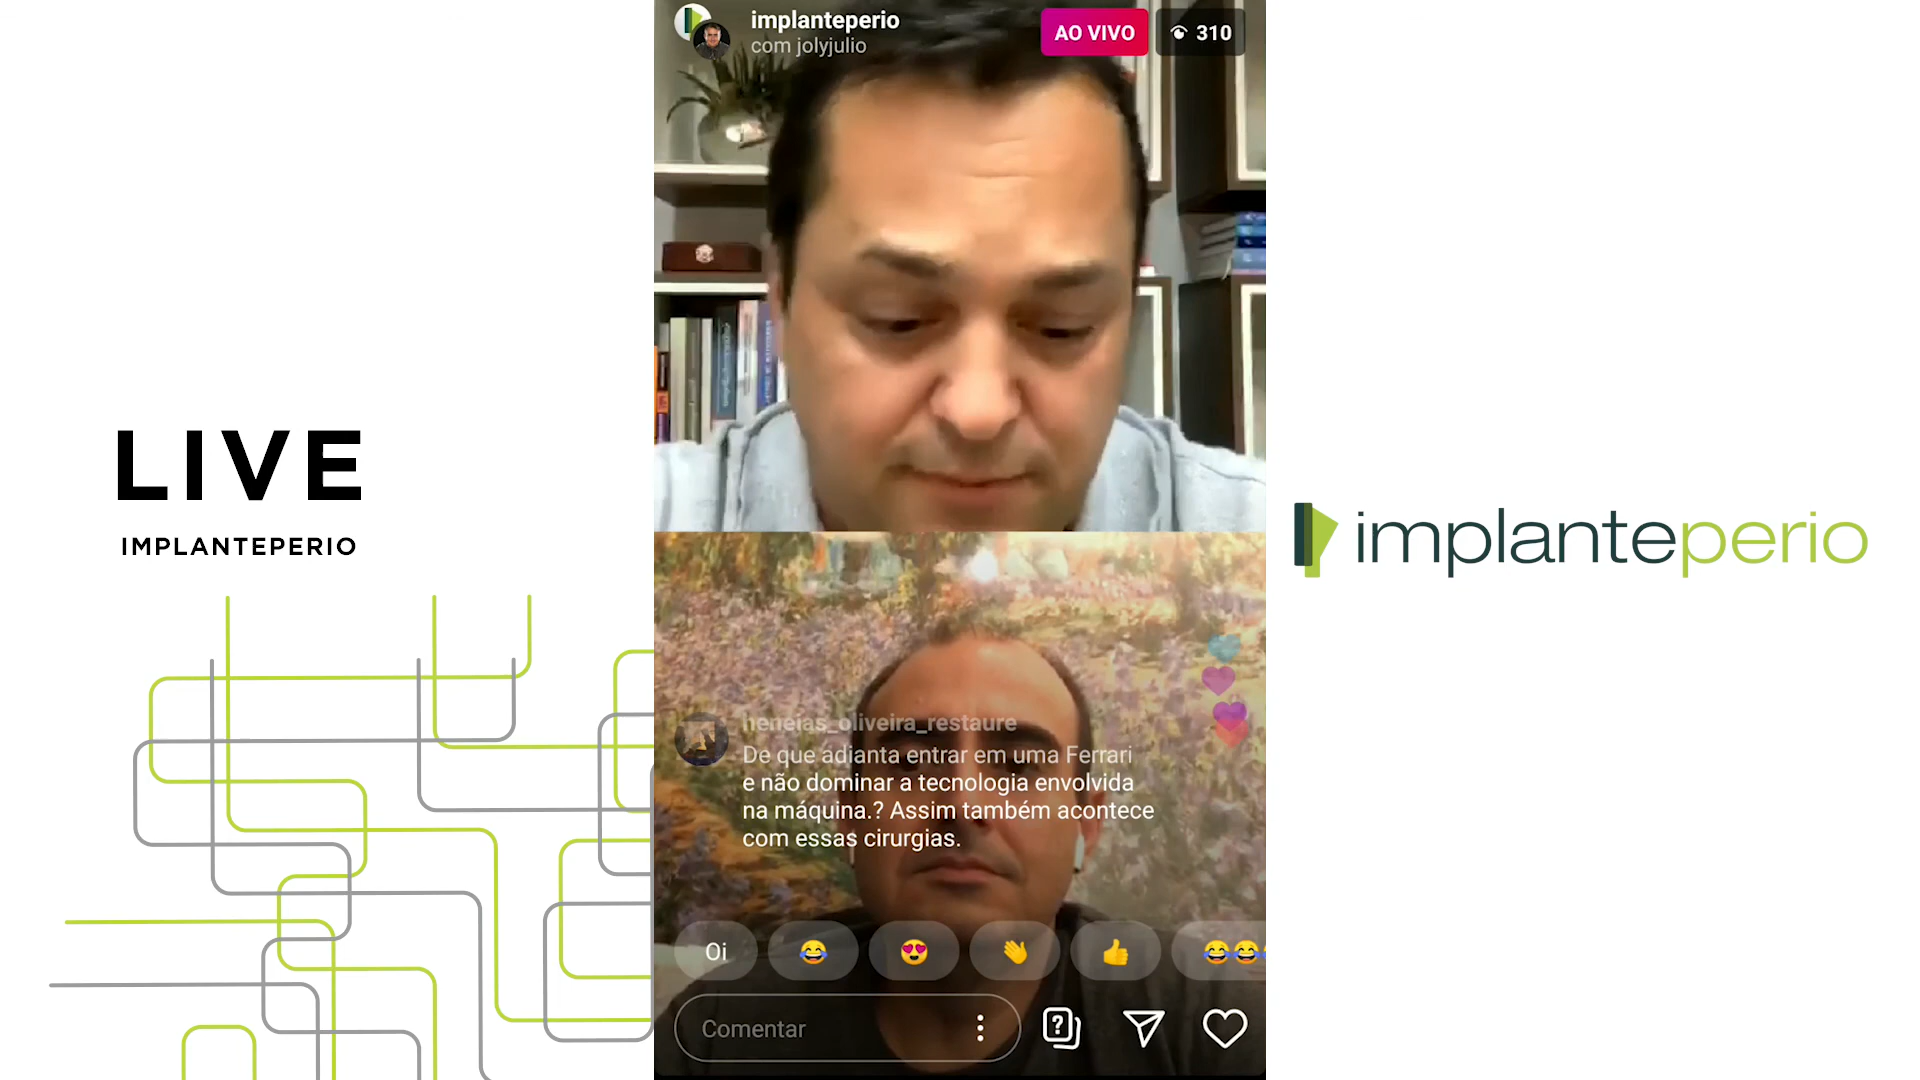 LIVE
IMPLANTEPERIO
implanteperio
com jolyjulio
AO VIVO
310
heneias_oliveira_restaure
De que adianta entrar em uma Ferrari
e não dominar a tecnologia envolvida
na máquina.? Assim também acontece
com essas cirurgias.
Oi
Comentar
implanteperio